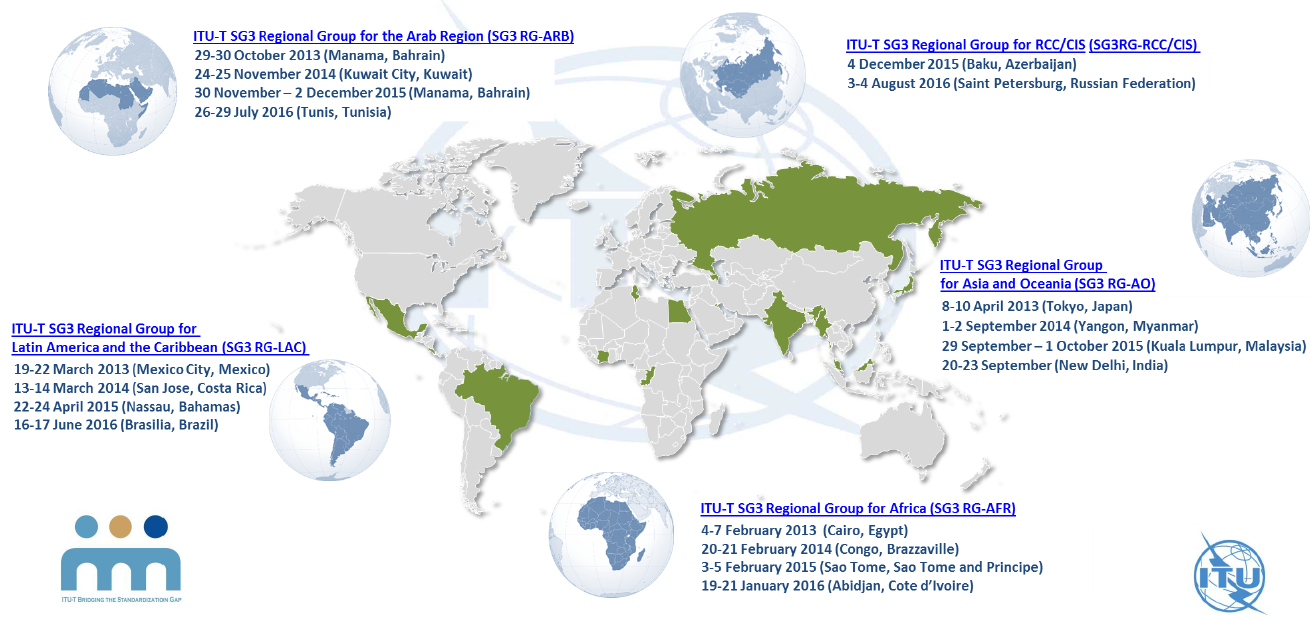 ITU-T SG3 Regional Group for the Arab Region (SG3 RG-ARB)
29-30 October 2013 (Manama, Bahrain)
24-25 November 2014 (Kuwait City, Kuwait)
30 November – 2 December 2015 (Manama, Bahrain)
26-29 July 2016 (Tunis, Tunisia)
ITU-T SG3 Regional Group for RCC/CIS (SG3RG-RCC/CIS)
4 December 2015 (Baku, Azerbaijan)
3-4 August 2016 (Saint Petersburg, Russian Federation)
ITU-T SG3 Regional Group
for Asia and Oceania (SG3 RG-AO)
8-10 April 2013 (Tokyo, Japan)
1-2 September 2014 (Yangon, Myanmar)
29 September – 1 October 2015 (Kuala Lumpur, Malaysia)
20-23 September (New Delhi, India)
ITU-T SG3 Regional Group for
Latin America and the Caribbean (SG3 RG-LAC)
19-22 March 2013 (Mexico City, Mexico)
13-14 March 2014 (San Jose, Costa Rica)
22-24 April 2015 (Nassau, Bahamas)
16-17 June 2016 (Brasilia, Brazil)
ITU-T SG3 Regional Group for Africa (SG3 RG-AFR)
4-7 February 2013 (Cairo, Egypt)
20-21 February 2014 (Congo, Brazzaville)
3-5 February 2015 (Sao Tome, Sao Tome and Principe)
19-21 January 2016 (Abidjan, Cote d’Ivoire)
ITU-T BRIDGING THE STANDARDIZATION GAP
ITU